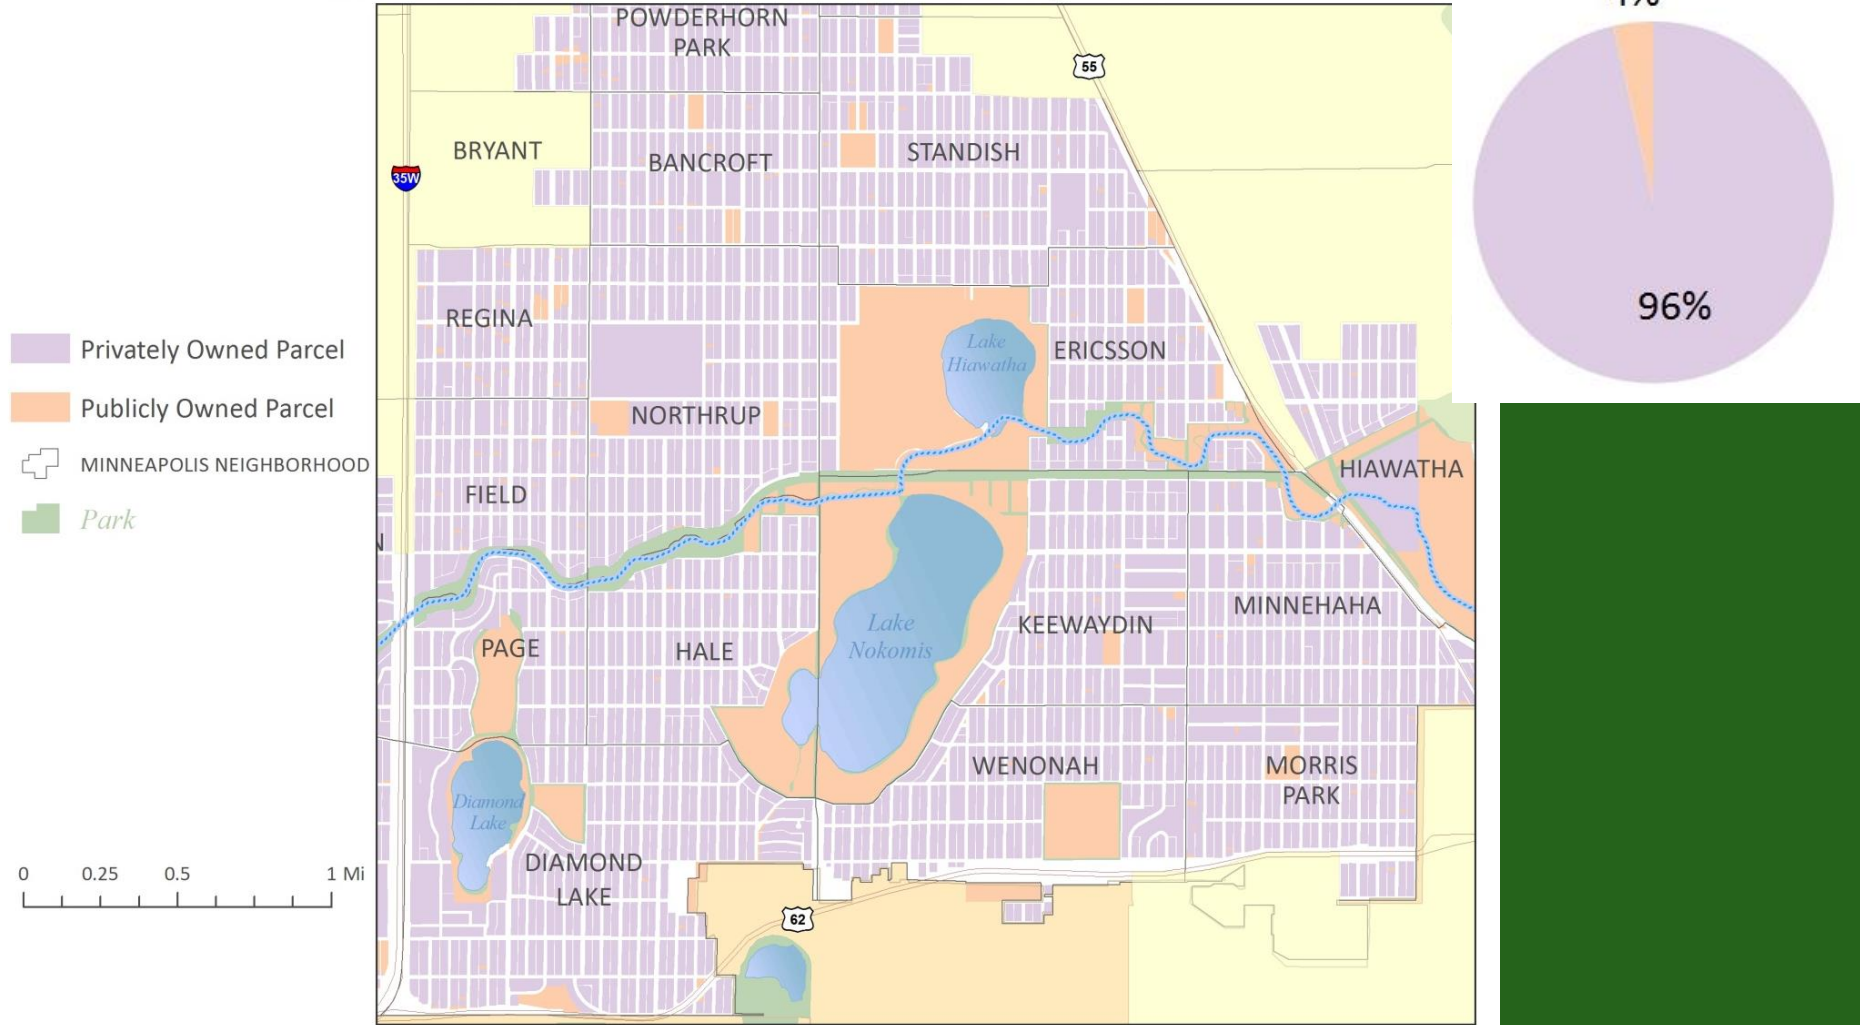 Privately Owned Parcel
Publicly Owned Parcel
MINNEAPOLIS NEIGHBORHOOD
Park
0 0.25 0.5 1 Mi
POWDERHORN
PARK
55
BRYANT
BANCROFT
STANDISH
35W
REGINA
Lake
Hiawatha
ERICSSON
NORTHRUP
HIAWATHA
FIELD
N
MINNEHAHA
KEEWAYDIN
Lake
Nokomis
PAGE
HALE
WENONAH
MORRIS
PARK
Diamond
Lake
DIAMOND
LAKE
62
96%